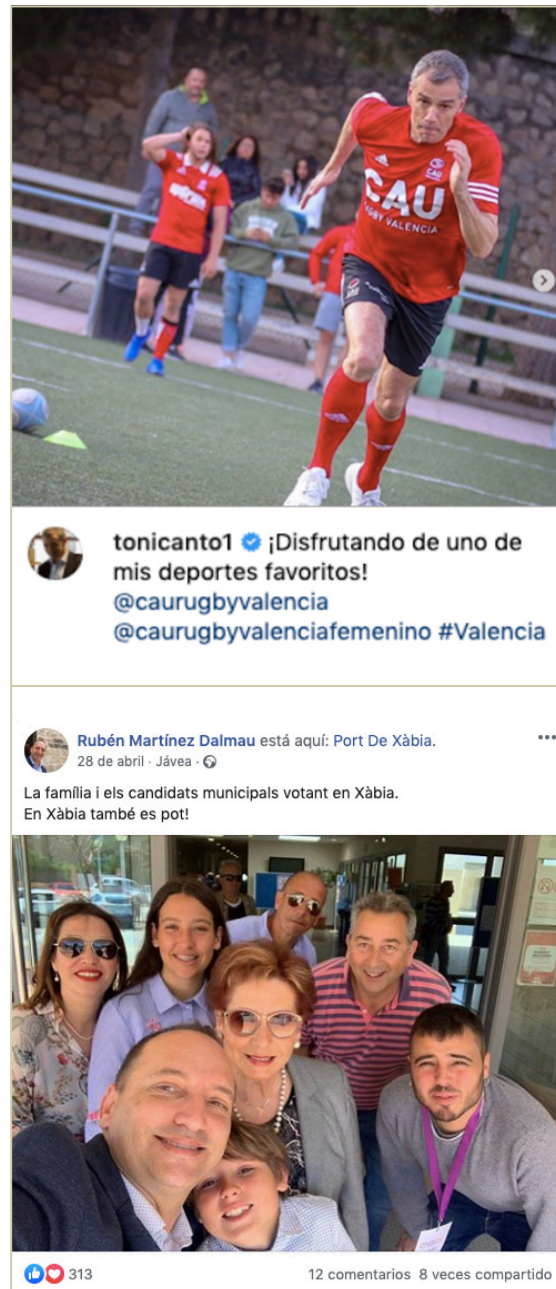 CAU
CAU
RUGBY VALENCIA
tonicanto1 ¡Disfrutando de uno de
mis deportes favoritos!
@caurugbyvalencia
@caurugbyvalenciafemenino #Valencia
Rubén Martínez Dalmau está aquí: Port De Xàbia.
28 de abril · Jávea ·
La família i els candidats municipals votant en Xàbia.
En Xàbia també es pot!
313
12 comentarios 8 veces compartido